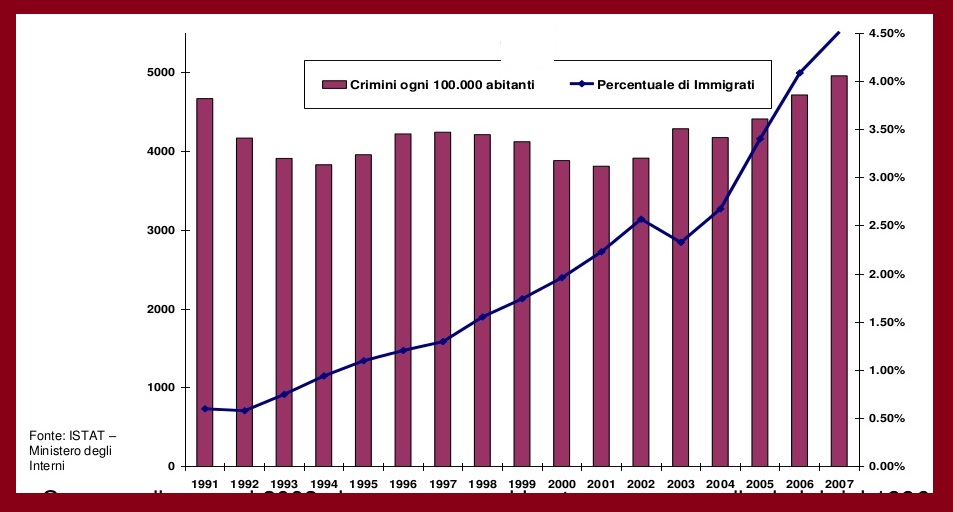 4.50%
5000
Crimini ogni 100.000 abitanti
Percentuale di Immigrati
4.00%
3.50%
4000
3.00%
3000
2.50%
2.00%
2000
1.50%
1000
1.00%
0.50%
Fonte: ISTAT –
Ministero degli
Interni
0
0.00%
1991 1992 1993 1994 1995 1996 1997 1998 1999 2000 2001 2002 2003 2004 2005 2006 2007